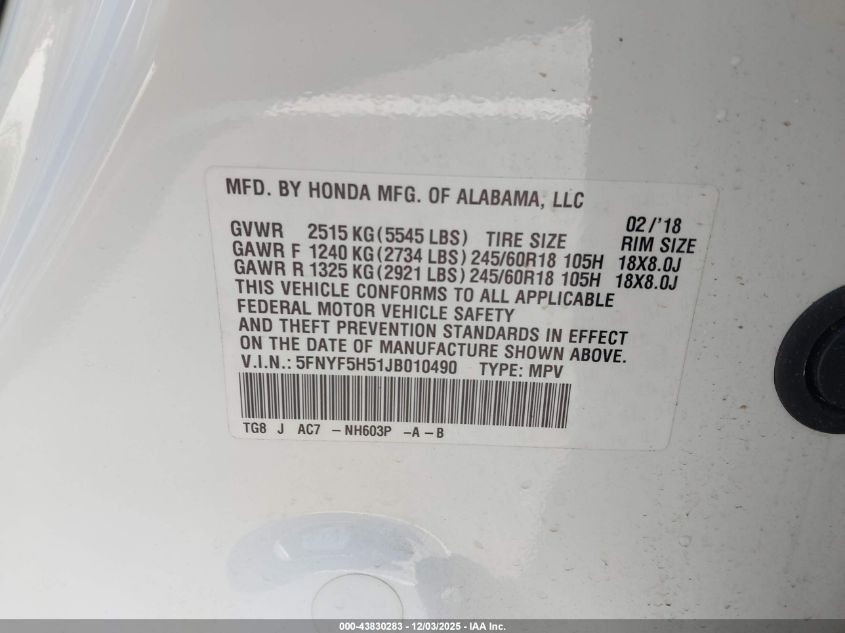 MFD. BY HONDA MFG. OF ALABAMA, LLC
02/'18
GVWR 2515 KG(5545 LBS) TIRE SIZE RIM SIZE
GAWR F 1240 KG(2734 LBS) 245/60R18 105H 18X8.0J
GAWR R 1325 KG(2921 LBS) 245/60R18 105H 18X8.0J
THIS VEHICLE CONFORMS TO ALL APPLICABLE
FEDERAL MOTOR VEHICLE SAFETY
AND THEFT PREVENTION STANDARDS IN EFFECT
ON THE DATE OF MANUFACTURE SHOWN ABOVE.
V.I.N.: 5FNYF5H51JB010490 TYPE: MPV
TG8 J AC7 -NH603P -A-B
000-43830283 - 12/03/2025 - IAA Inc.